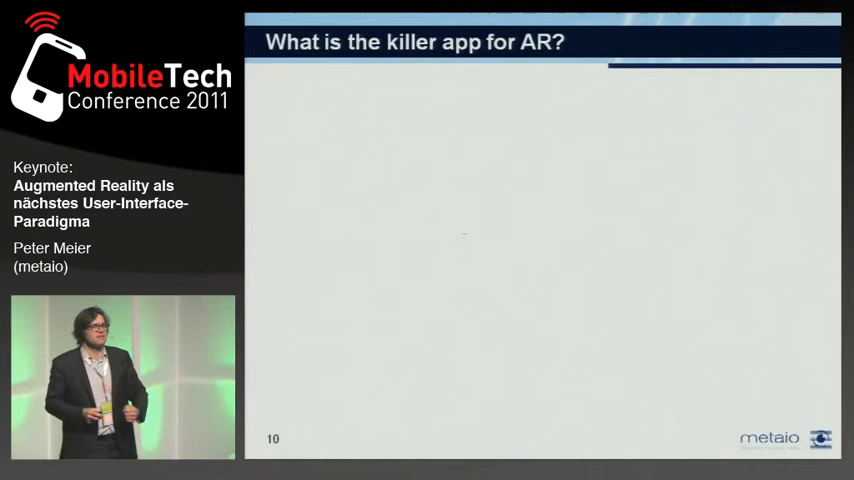 MobileTech
Conference 2011
Keynote:
Augmented Reality als
nächstes User-Interface-
Paradigma
Peter Meier
(metaio)
What is the killer app for AR?
10
metaio